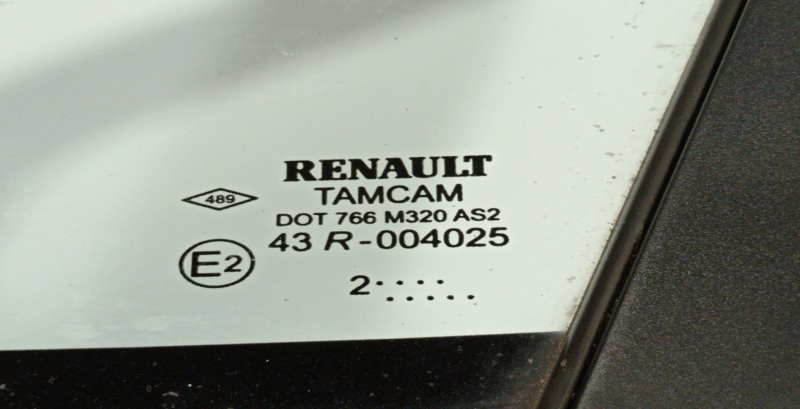 RENAULT
489 TAMCAM
DOT 766 M320 AS2
E2 43 R-004025
2·········